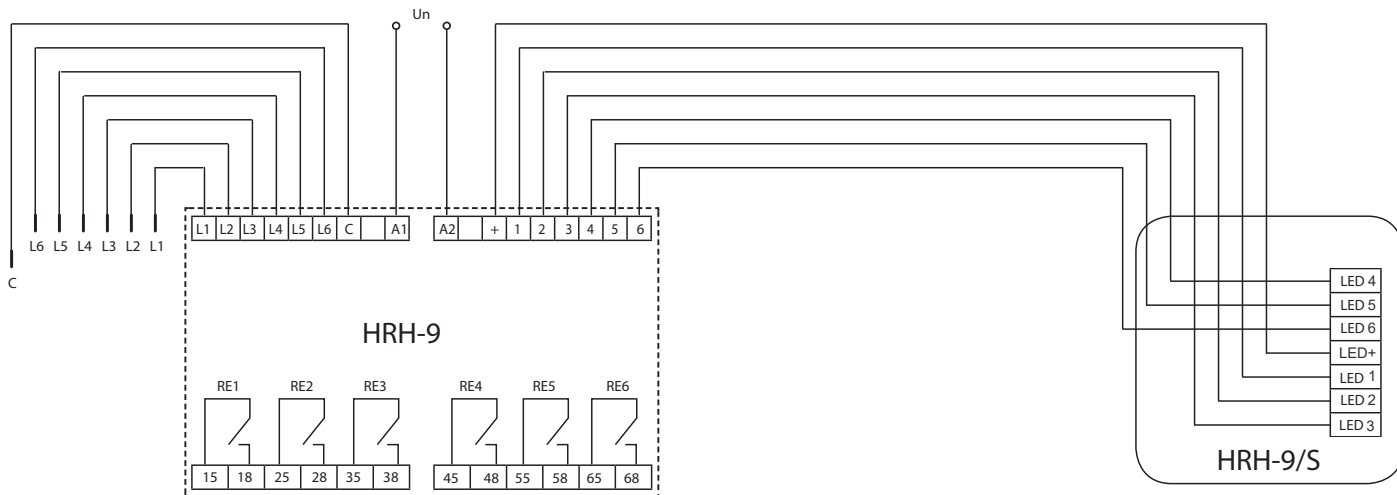 Un
L6 L5 L4 L3 L2 L1
C
L1 L2 L3 L4 L5 L6 C A1
A2 + 1 2 3 4 5 6
HRH-9
RE1 RE2 RE3 RE4 RE5 RE6
15 18 25 28 35 38
45 48 55 58 65 68
LED 4
LED 5
LED 6
LED+
LED 1
LED 2
LED 3
HRH-9/S